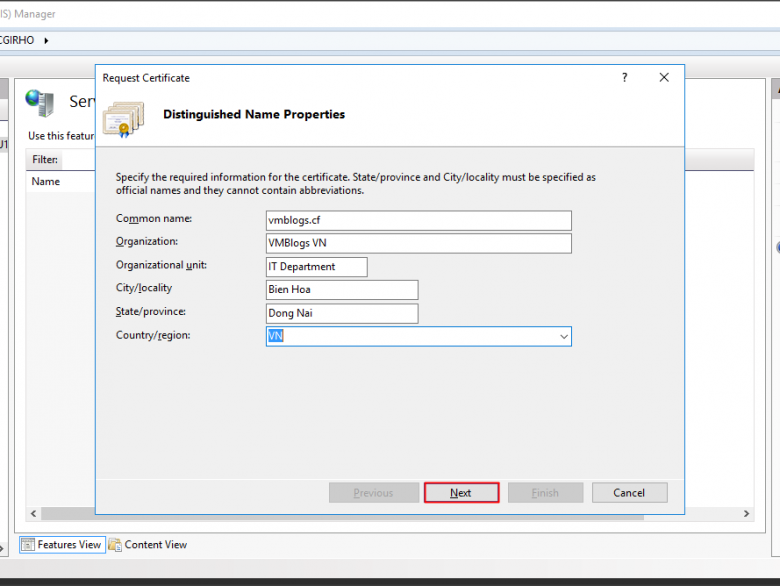 IS) Manager
CGIRHO
Request Certificate
?
Distinguished Name Properties
Use this featur
Filter:
Name
Specify the required information for the certificate. State/province and City/locality must be specified as
official names and they cannot contain abbreviations.
Common name:
vmblogs.cf
Organization:
VMBlogs VN
Organizational unit:
IT Department
City/locality
Bien Hoa
State/province:
Dong Nai
Country/region:
VN
Previous
Next
Finish
Cancel
Features View
Content View